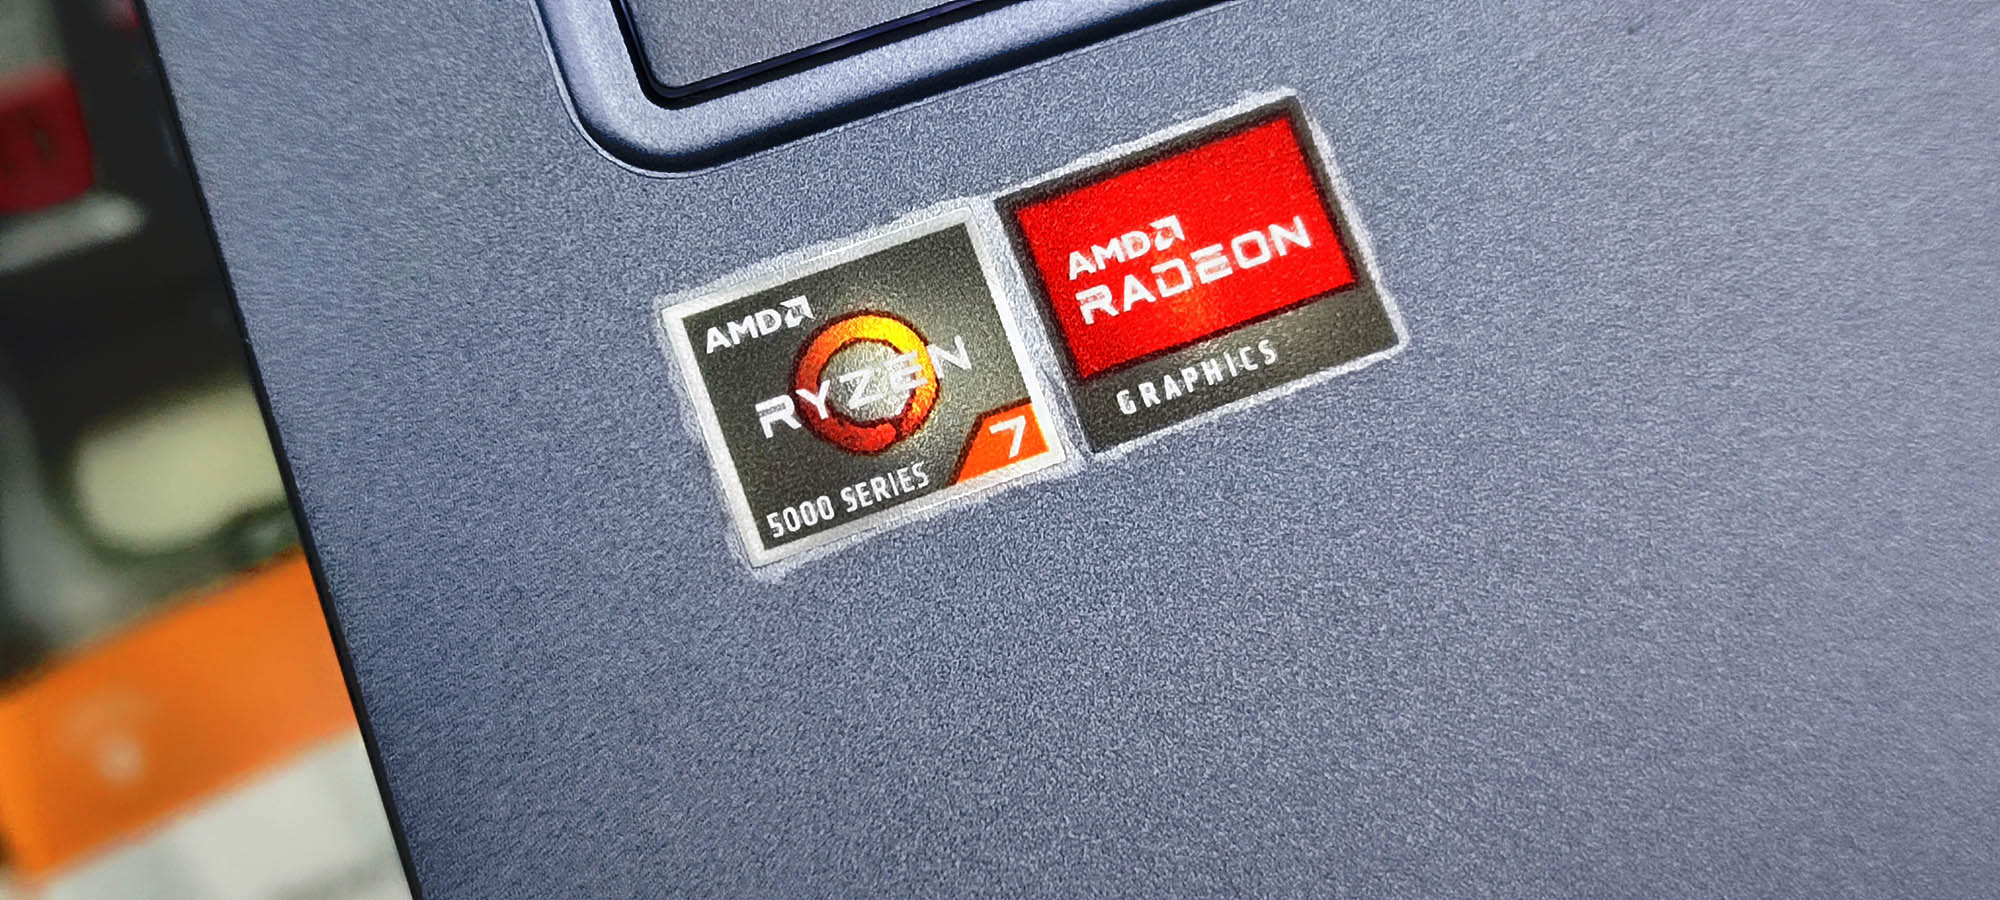 AMD
RYZEN
7
5000 SERIES
AMD
RADEON
GRAPHICS